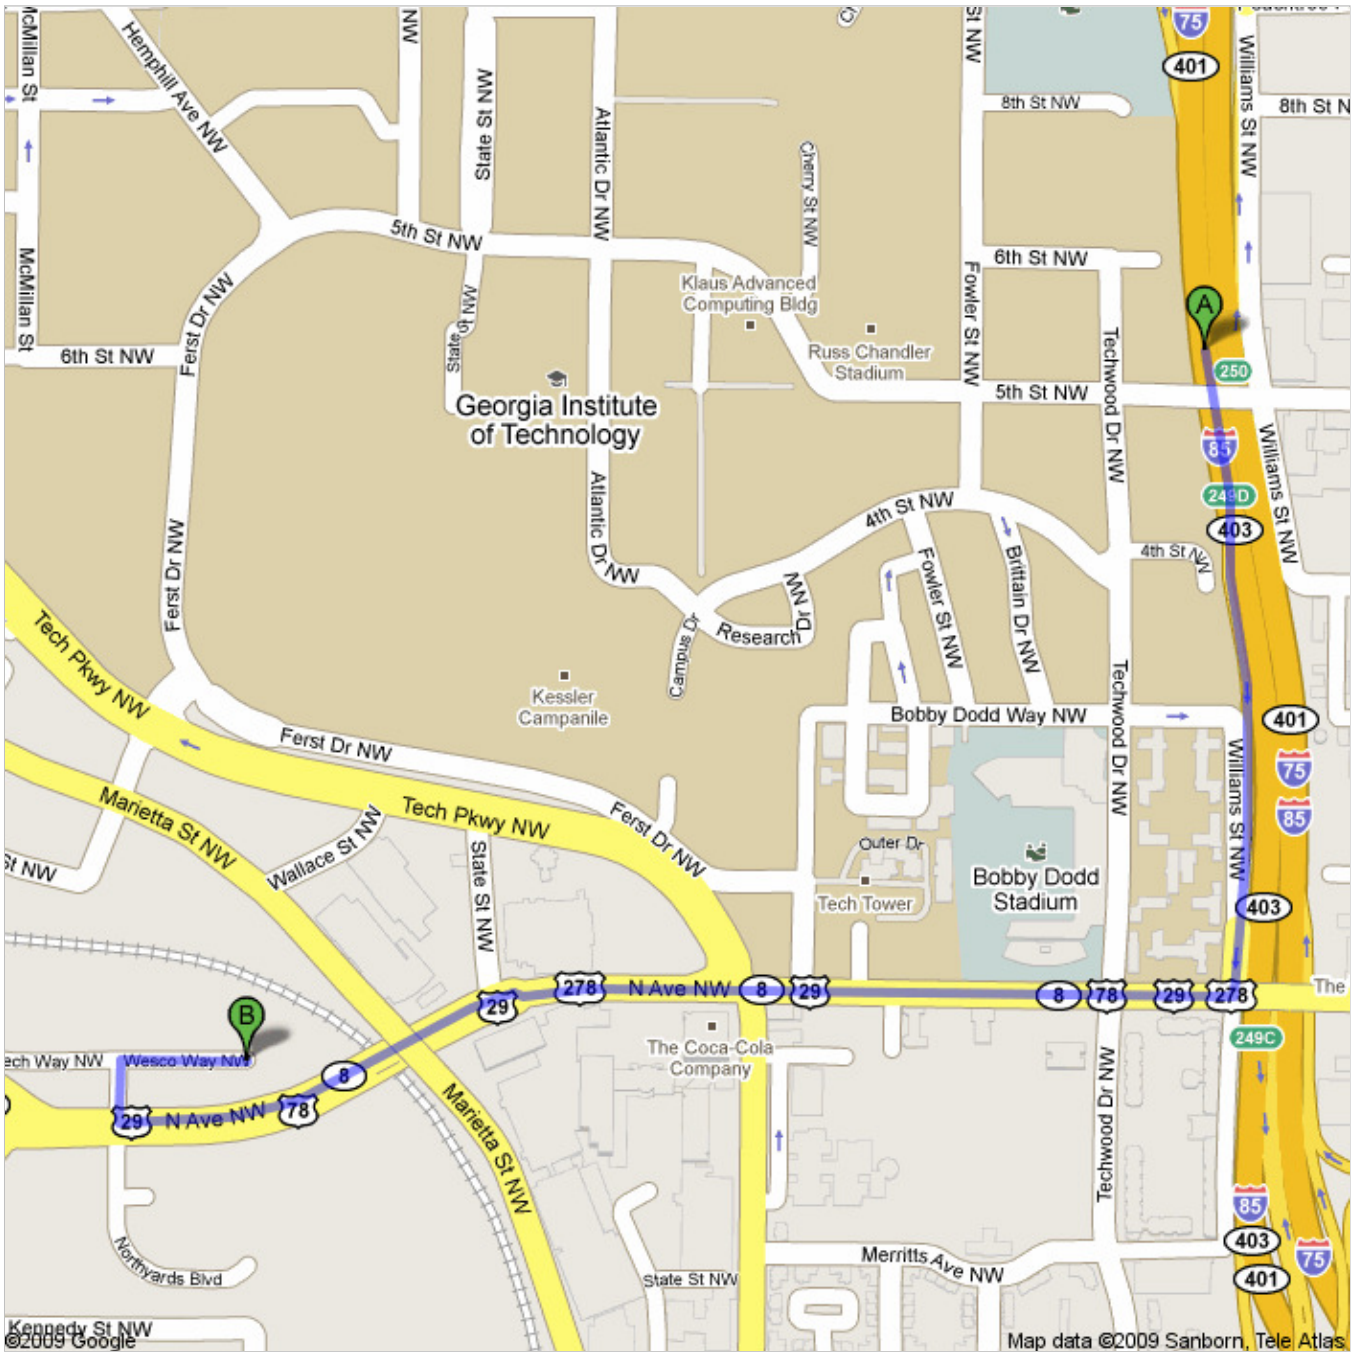 McMillan St
Hemphill Ave NW
NW
State St NW
Atlantic Dr NW
St NW
75
401
Williams St NW
8th St NW
8th St N
Cherry St NW
5th St NW
6th St NW
McMillan St
Ferst Dr NW
State St NW
Klaus Advanced
Computing Bldg
Fowler St NW
A
6th St NW
Russ Chandler
Stadium
Techwood Dr NW
250
Georgia Institute
of Technology
5th St NW
85
Williams St NW
249D
403
Atlantic Dr NW
4th St NW
4th St NW
Ferst Dr NW
Fowler St NW
Brittain Dr NW
Dr NW
Research
Campus Dr
Tech Pkwy NW
Kessler
Campanile
Techwood Dr NW
Bobby Dodd Way NW
401
Ferst Dr NW
75
Williams St NW
85
Marietta St NW
Tech Pkwy NW
Ferst Dr NW
Wallace St NW
State St NW
St NW
Outer Dr
Bobby Dodd
Stadium
Tech Tower
403
278
N Ave NW
8
29
8
78
29
278
The
29
B
The Coca-Cola
Company
249C
ech Way NW
Wesco Way NW
8
29
N Ave NW
78
Marietta St NW
Techwood Dr NW
85
403
75
401
Northyards Blvd
State St NW
Merritts Ave NW
Kennedy St NW
©2009 Google
Map data ©2009 Sanborn, Tele Atlas